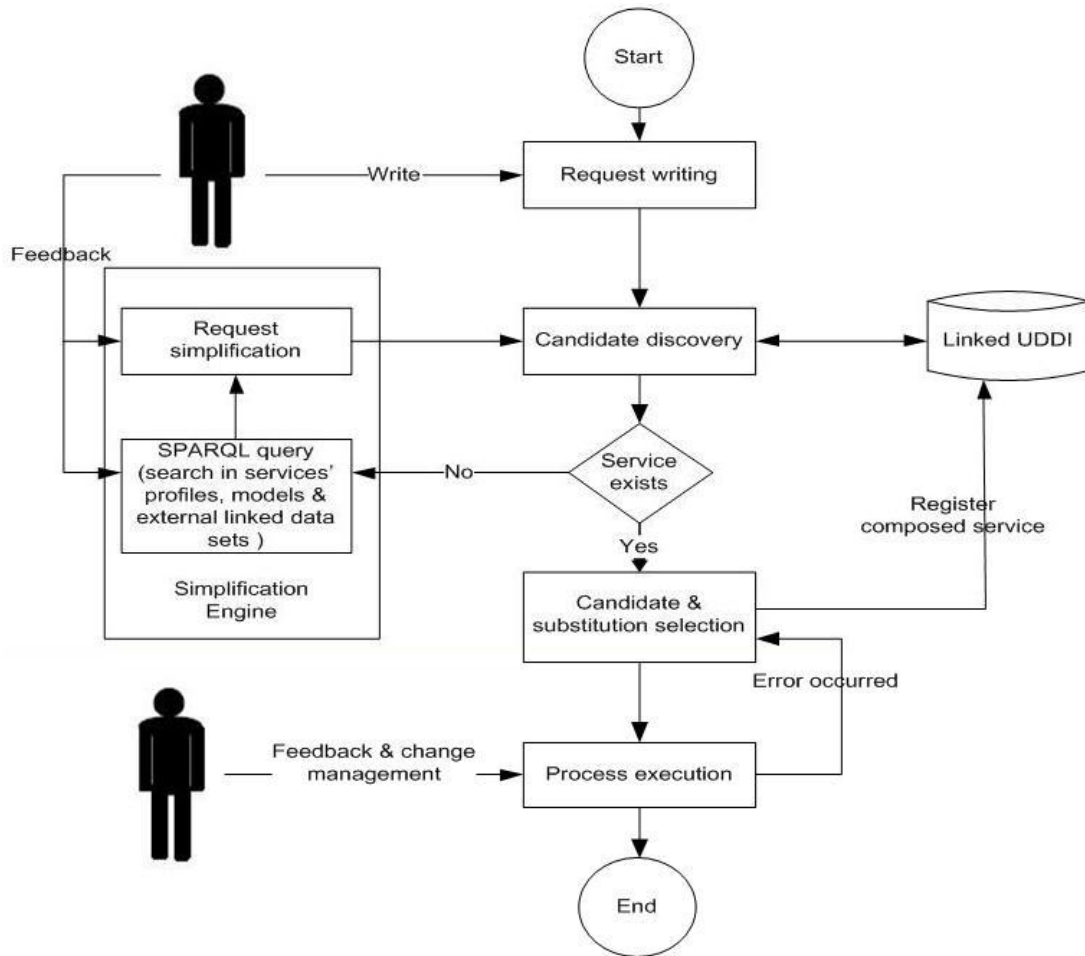 Start
Write
Request writing
Feedback
Request
simplification
Candidate discovery
Linked UDDI
SPARQL query
(search in services’
profiles, models &
external linked data
sets )
No
Service
exists
Register
composed service
Yes
Simplification
Engine
Candidate &
substitution selection
Error occurred
Feedback & change
management
Process execution
End